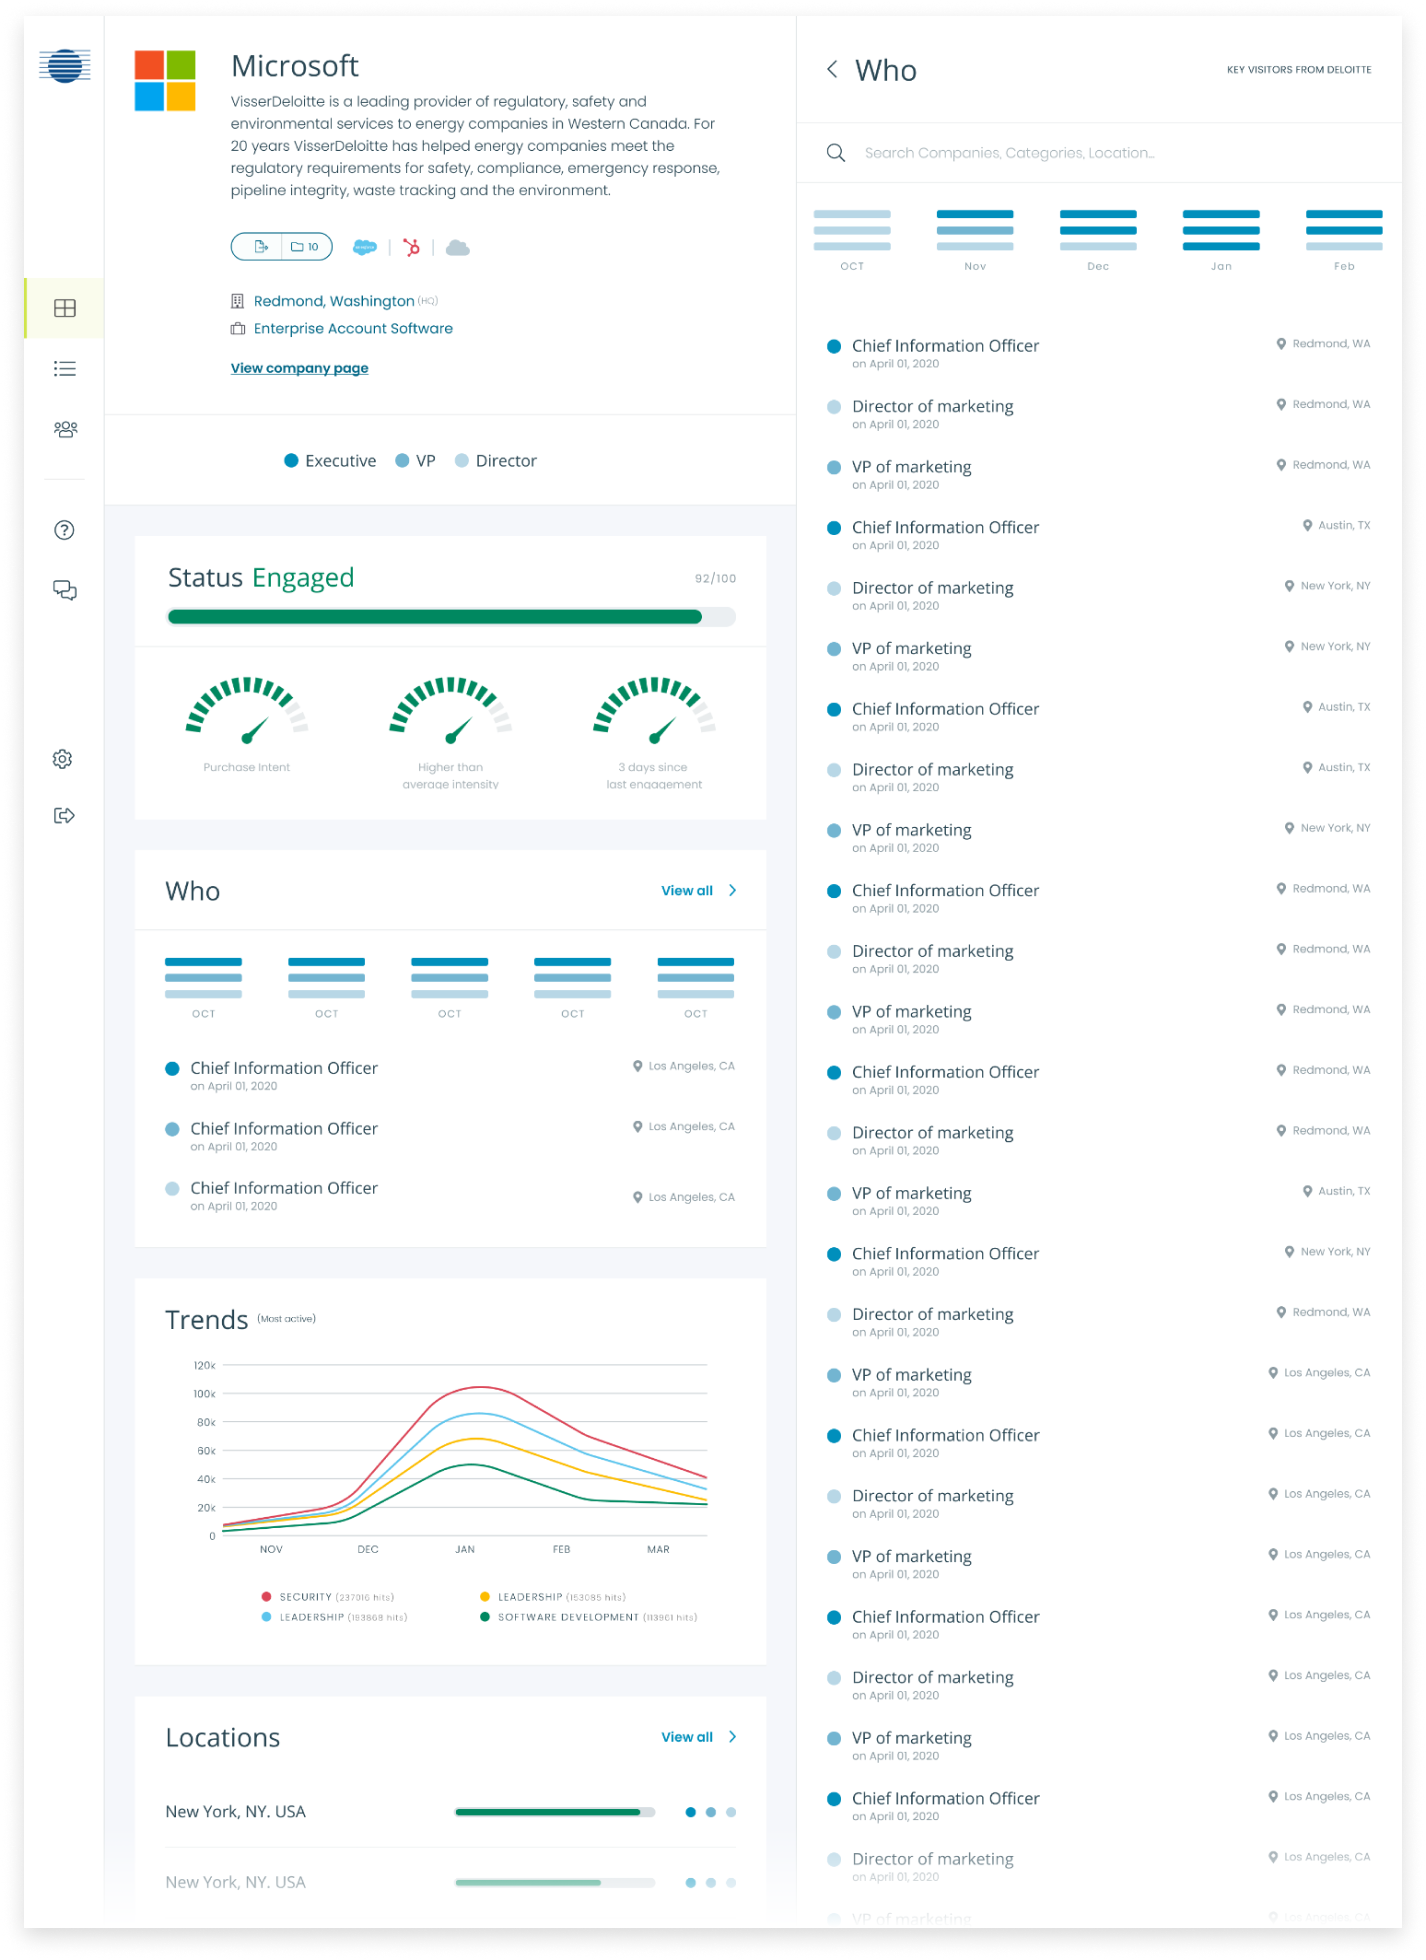 Microsoft
VisserDeloitte is a leading provider of regulatory, safety and
environmental services to energy companies in Western Canada. For
20 years VisserDeloitte has helped energy companies meet the
regulatory requirements for safety, compliance, emergency response,
pipeline integrity, waste tracking and the environment.
10
Redmond, Washington (HQ)
Enterprise Account Software
View company page
Executive VP Director
Status Engaged 92/100
Purchase Intent
Higher than
average intensity
3 days since
last engagement
Who View all
OCT OCT OCT OCT OCT
Chief Information Officer Los Angeles, CA
on April 01, 2020
Chief Information Officer Los Angeles, CA
on April 01, 2020
Chief Information Officer Los Angeles, CA
on April 01, 2020
Trends (Most active)
120k
100k
80k
60k
40k
20k
0
NOV DEC JAN FEB MAR
SECURITY (237016 hits) LEADERSHIP (153085 hits)
LEADERSHIP (193868 hits) SOFTWARE DEVELOPMENT (113901 hits)
Locations View all
New York, NY. USA
New York, NY. USA
Who KEY VISITORS FROM DELOITTE
Search Companies, Categories, Location...
OCT Nov Dec Jan Feb
Chief Information Officer Redmond, WA
on April 01, 2020
Director of marketing Redmond, WA
on April 01, 2020
VP of marketing Redmond, WA
on April 01, 2020
Chief Information Officer Austin, TX
on April 01, 2020
Director of marketing New York, NY
on April 01, 2020
VP of marketing New York, NY
on April 01, 2020
Chief Information Officer Austin, TX
on April 01, 2020
Director of marketing Austin, TX
on April 01, 2020
VP of marketing New York, NY
on April 01, 2020
Chief Information Officer Redmond, WA
on April 01, 2020
Director of marketing Redmond, WA
on April 01, 2020
VP of marketing Redmond, WA
on April 01, 2020
Chief Information Officer Redmond, WA
on April 01, 2020
Director of marketing Redmond, WA
on April 01, 2020
VP of marketing Austin, TX
on April 01, 2020
Chief Information Officer New York, NY
on April 01, 2020
Director of marketing Redmond, WA
on April 01, 2020
VP of marketing Los Angeles, CA
on April 01, 2020
Chief Information Officer Los Angeles, CA
on April 01, 2020
Director of marketing Los Angeles, CA
on April 01, 2020
VP of marketing Los Angeles, CA
on April 01, 2020
Chief Information Officer Los Angeles, CA
on April 01, 2020
Director of marketing Los Angeles, CA
on April 01, 2020
VP of marketing Los Angeles, CA
on April 01, 2020
Chief Information Officer Los Angeles, CA
on April 01, 2020
Director of marketing Los Angeles, CA
on April 01, 2020
VP of marketing Los Angeles, CA